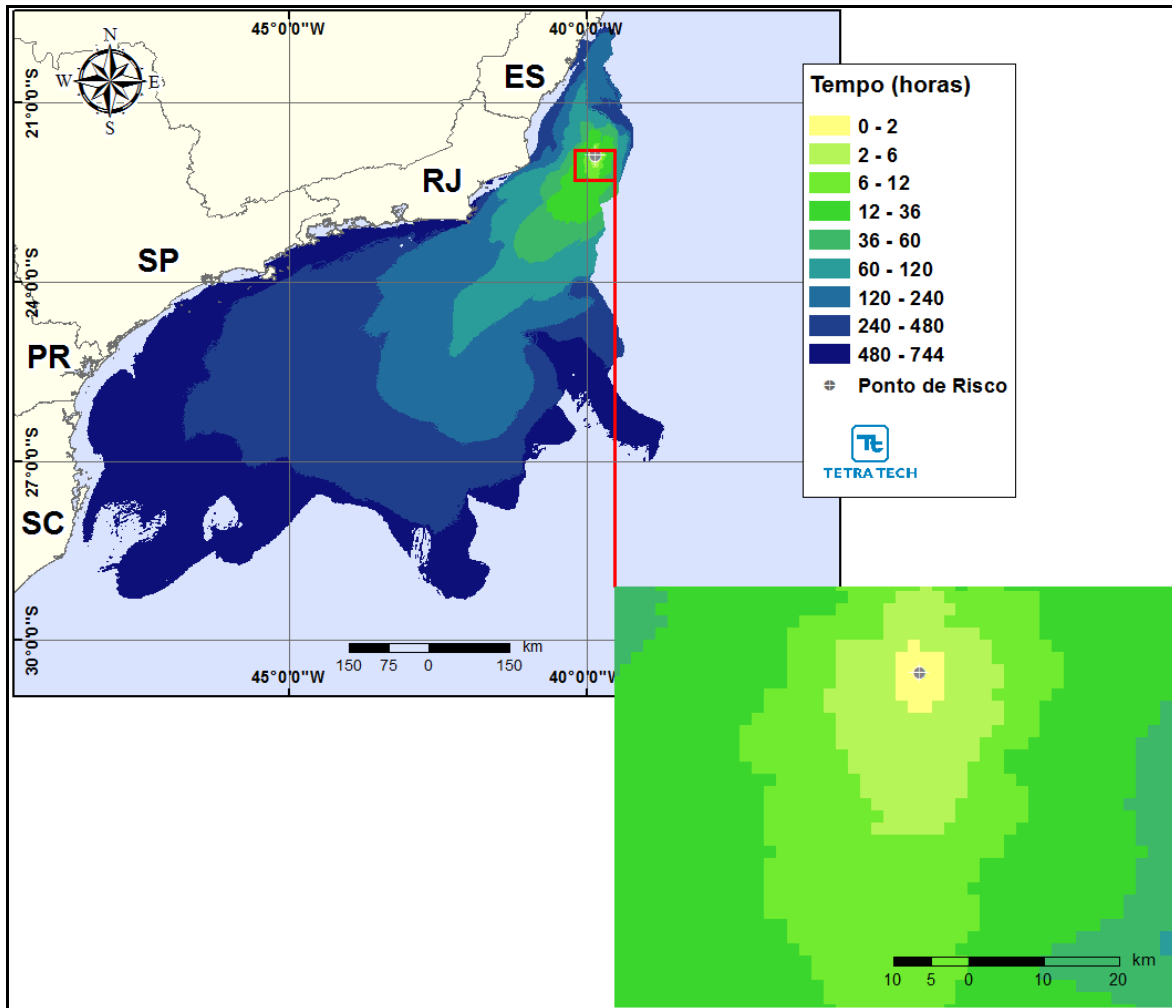 45°0'0"W
40°0'0"W
N
W
E
S
ES
21°0'0"S
RJ
SP
24°0'0"S
PR
27°0'0"S
SC
30°0'0"S
km
150 75 0 150
45°0'0"W
40°0'0"W
Tempo (horas)
0 - 2
2 - 6
6 - 12
12 - 36
36 - 60
60 - 120
120 - 240
240 - 480
480 - 744
Ponto de Risco
Tt
TETRA TECH
km
10 5 0 10 20